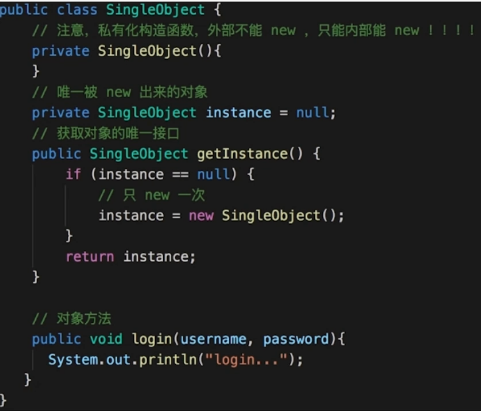 public class SingleObject {
// 注意，私有化构造函数，外部不能 new ，只能内部能 new ！！！！
private SingleObject(){
}
// 唯一被 new 出来的对象
private SingleObject instance = null;
// 获取对象的唯一接口
public SingleObject getInstance() {
if (instance == null) {
// 只 new 一次
instance = new SingleObject();
}
return instance;
}
// 对象方法
public void login(username, password){
System.out.println("login...");
}
}